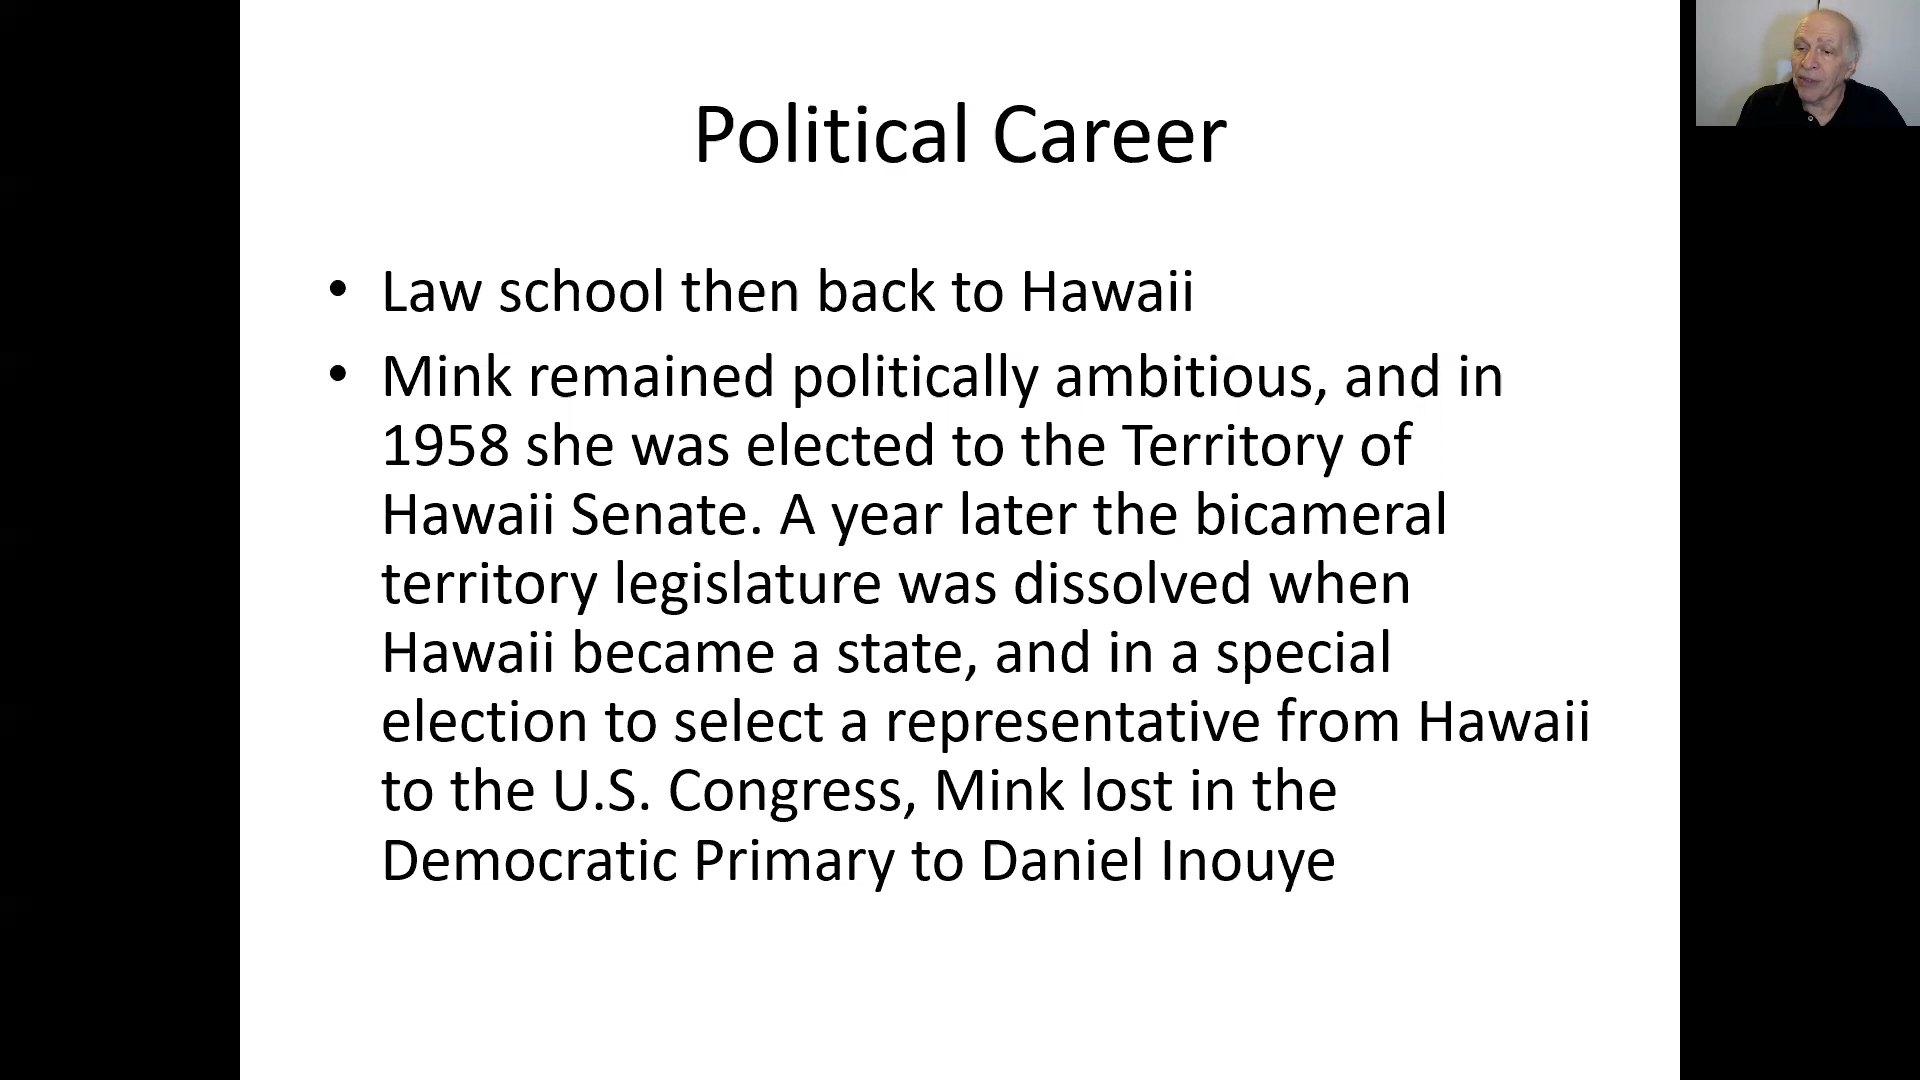 Political Career
• Law school then back to Hawaii
• Mink remained politically ambitious, and in
1958 she was elected to the Territory of
Hawaii Senate. A year later the bicameral
territory legislature was dissolved when
Hawaii became a state, and in a special
election to select a representative from Hawaii
to the U.S. Congress, Mink lost in the
Democratic Primary to Daniel Inouye